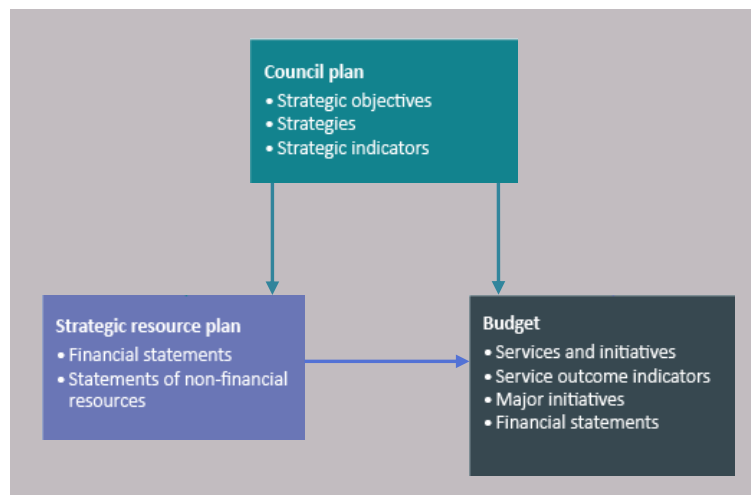 Council plan
• Strategic objectives
• Strategies
• Strategic indicators
Strategic resource plan
• Financial statements
• Statements of non-financial
resources
Budget
• Services and initiatives
• Service outcome indicators
• Major initiatives
• Financial statements